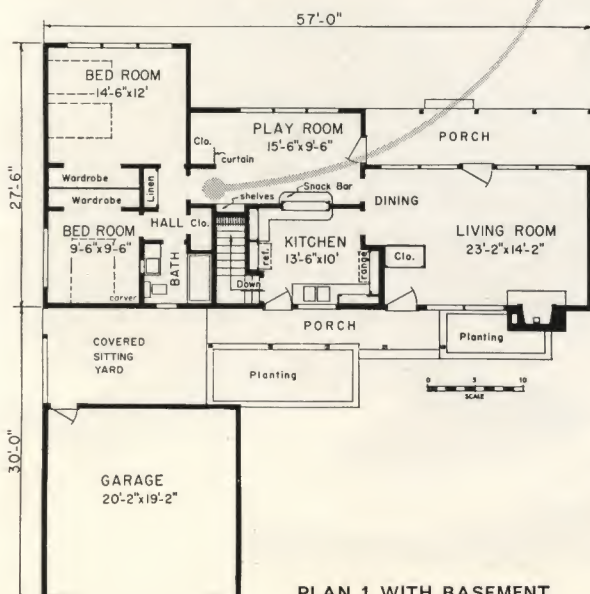 57'-0"
BED ROOM
14'-6"x12'
PLAY ROOM
15'-6"x9'-6"
Clo.
curtain
PORCH
27'-6"
Wardrobe
Wardrobe
Linen
Snack Bar
shelves
DINING
BED ROOM
9'-6"x9'-6"
HALL
Clo.
BATH
KITCHEN
13'-6"x10'
ref.
range
Clo.
LIVING ROOM
23'-2"x14'-2"
Down
carver
PORCH
COVERED
SITTING
YARD
Planting
Planting
0 5 10
SCALE
30'-0"
GARAGE
20'-2"x19'-2"
PLAN 1 WITH BASEMENT